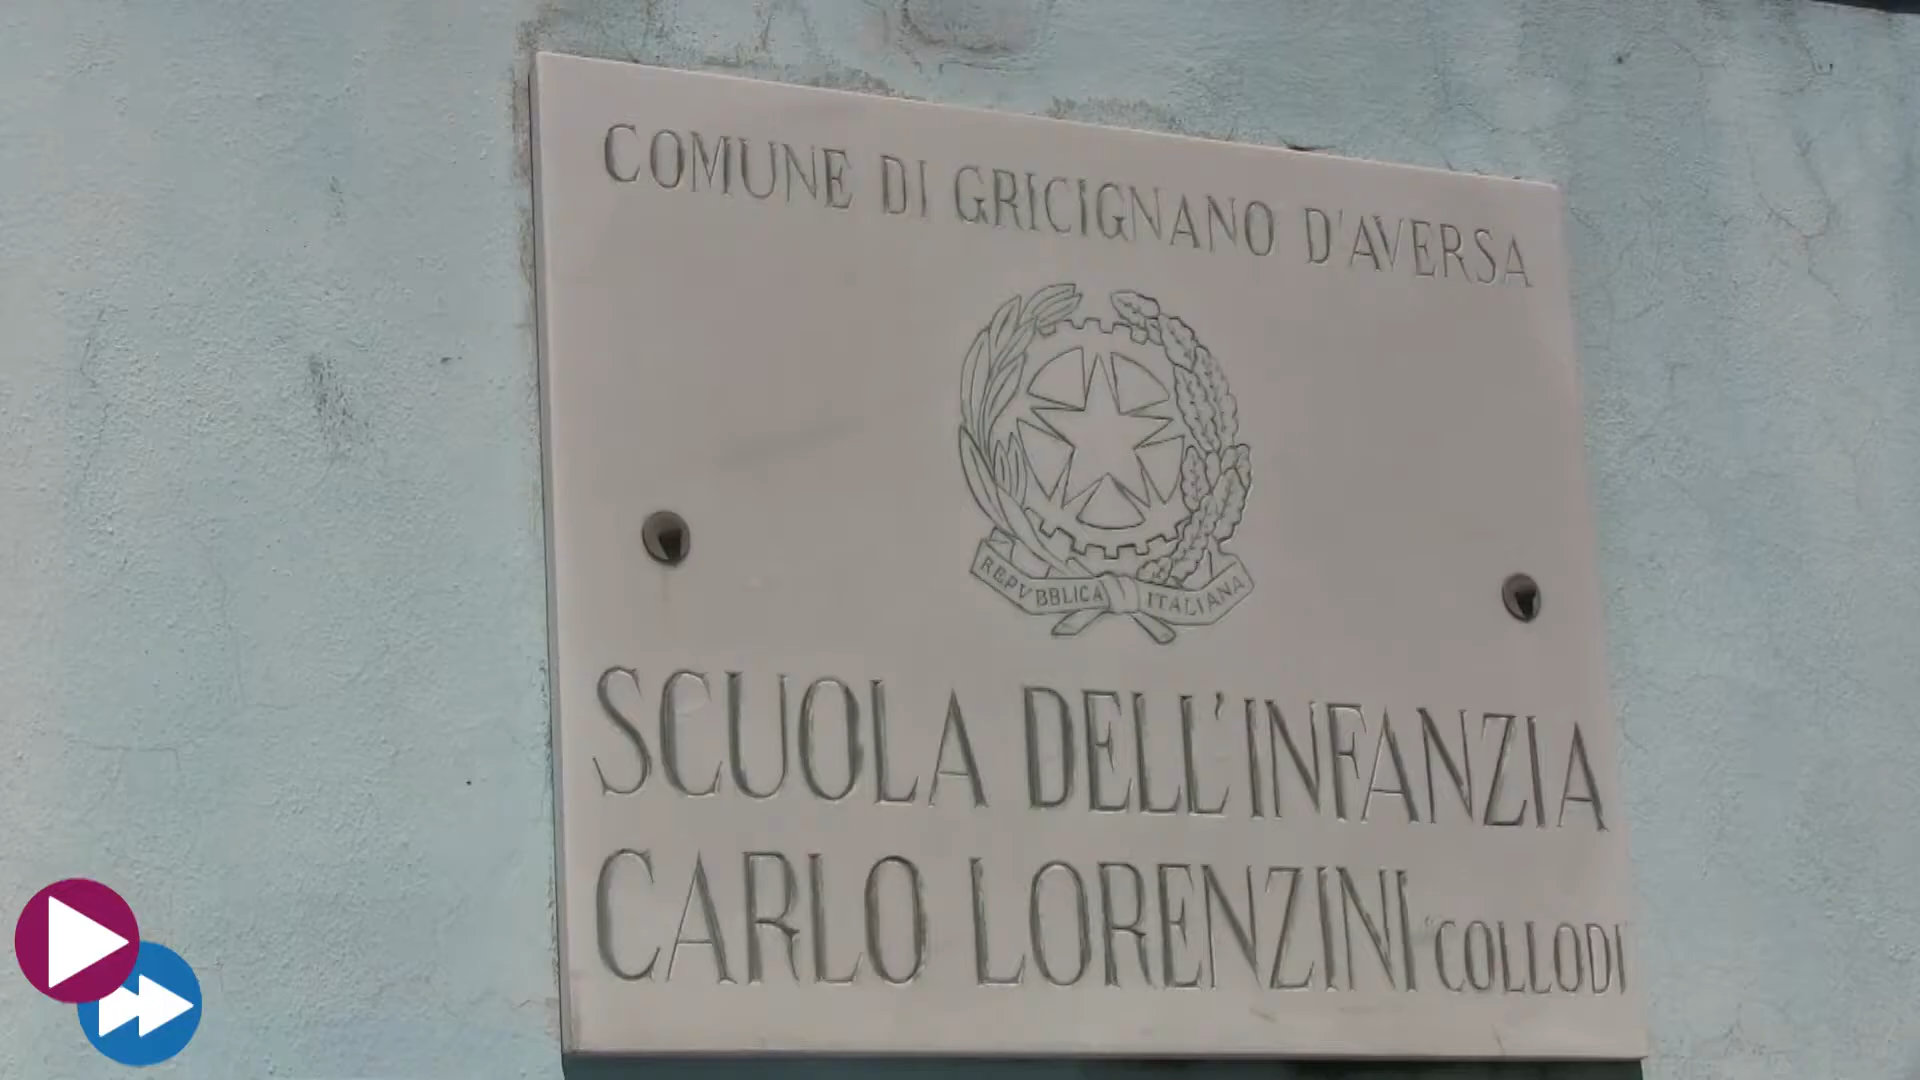 COMUNE DI GRICIGNANO D'AVERSA
REPVBBLICA ITALIANA
SCUOLA DELL'INFANZIA
CARLO LORENZINI "COLLODI